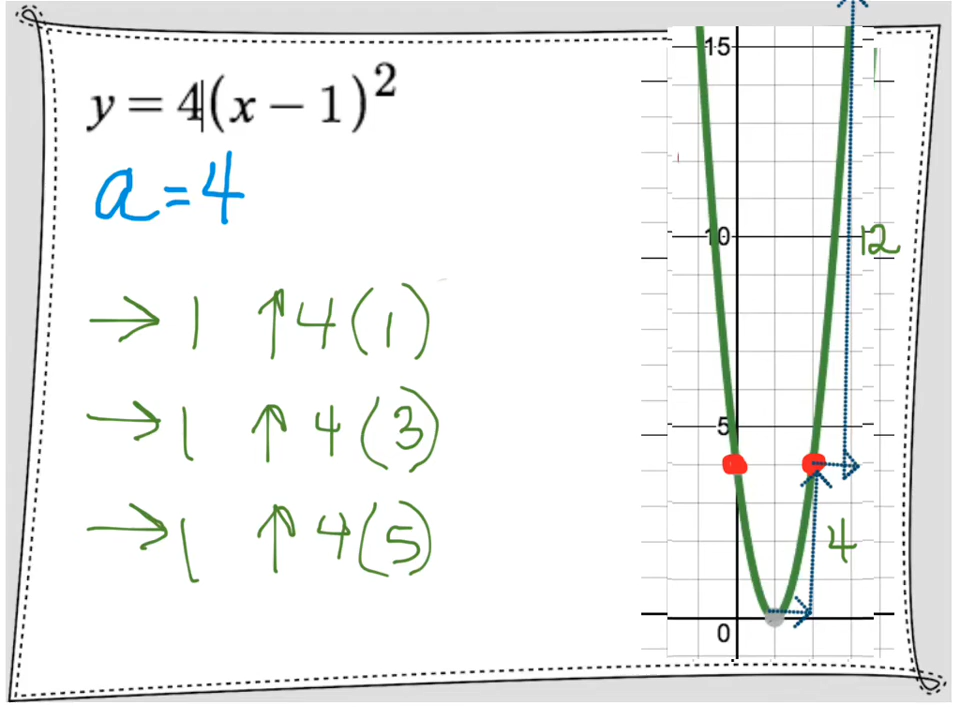 y = 4(x − 1)²
a = 4
→ 1 ↑ 4(1)
→ 1 ↑ 4(3)
→ 1 ↑ 4(5)
15
10
12
5
4
0